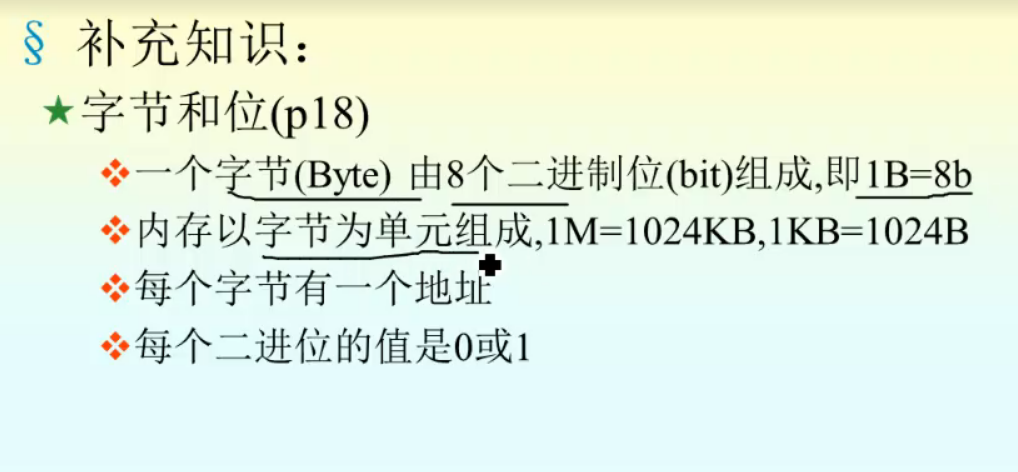 § 补充知识：
★字节和位(p18)
❖一个字节(Byte) 由8个二进制位(bit)组成,即1B=8b
❖内存以字节为单元组成,1M=1024KB,1KB=1024B
❖每个字节有一个地址
❖每个二进位的值是0或1